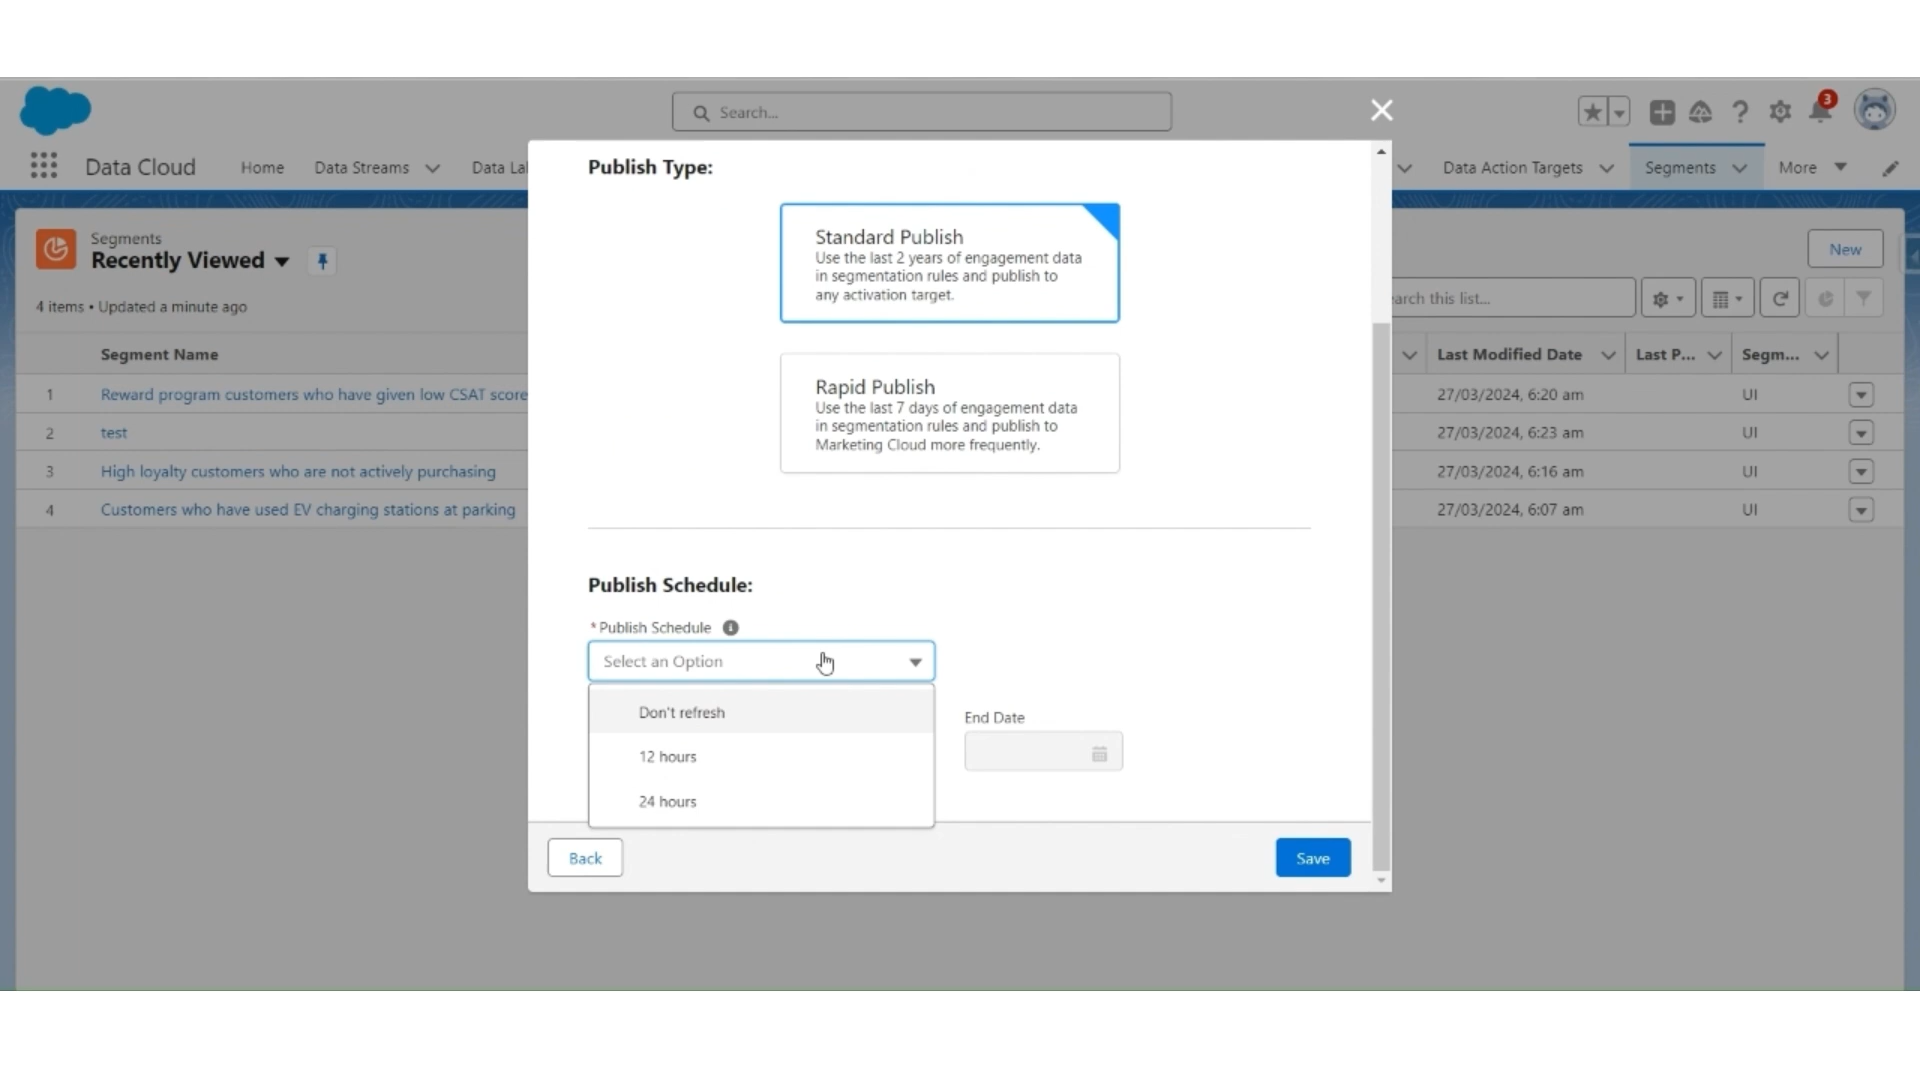 Search...
3
Data Cloud
Home
Data Streams
Data La
Data Action Targets
Segments
More
Segments
Recently Viewed
4 items • Updated a minute ago
New
arch this list...
Segment Name
Last Modified Date
Last P...
Segm...
1
Reward program customers who have given low CSAT score
27/03/2024, 6:20 am
UI
2
test
27/03/2024, 6:23 am
UI
3
High loyalty customers who are not actively purchasing
27/03/2024, 6:16 am
UI
4
Customers who have used EV charging stations at parking
27/03/2024, 6:07 am
UI
Publish Type:
Standard Publish
Use the last 2 years of engagement data
in segmentation rules and publish to
any activation target.
Rapid Publish
Use the last 7 days of engagement data
in segmentation rules and publish to
Marketing Cloud more frequently.
Publish Schedule:
* Publish Schedule
Select an Option
Don't refresh
12 hours
24 hours
End Date
Back
Save